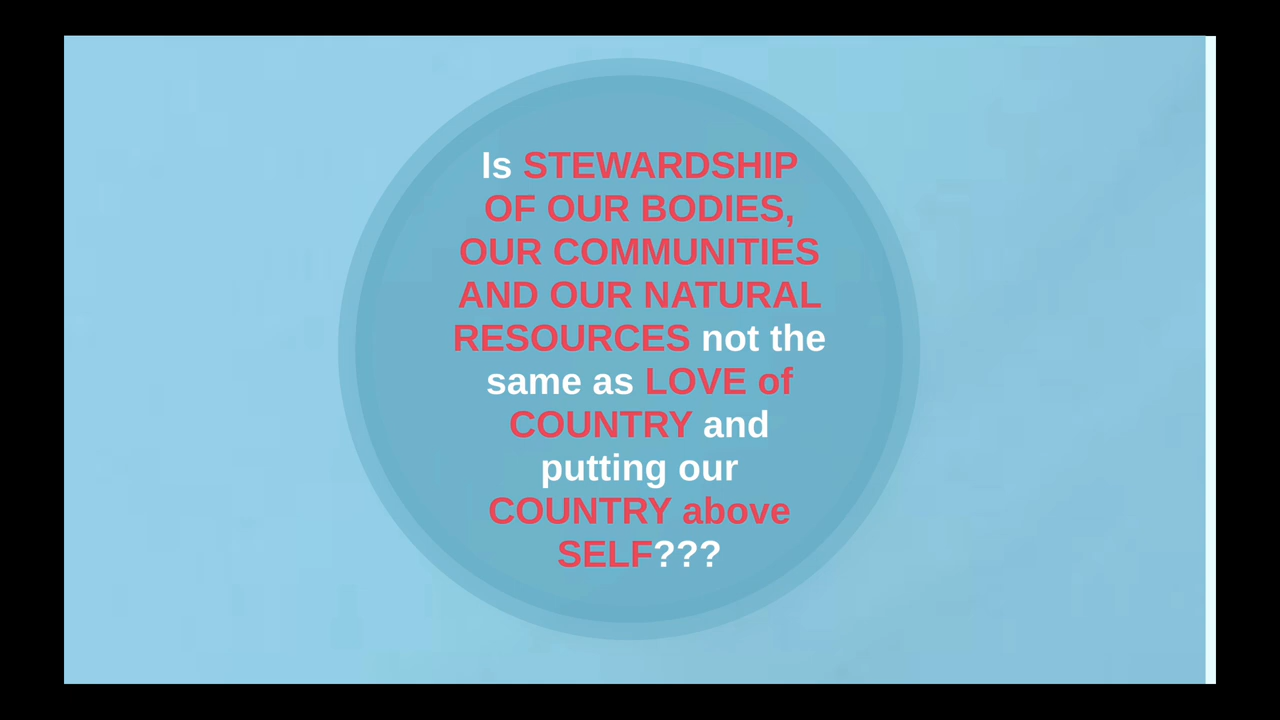 Is STEWARDSHIP
OF OUR BODIES,
OUR COMMUNITIES
AND OUR NATURAL
RESOURCES not the
same as LOVE of
COUNTRY and
putting our
COUNTRY above
SELF???